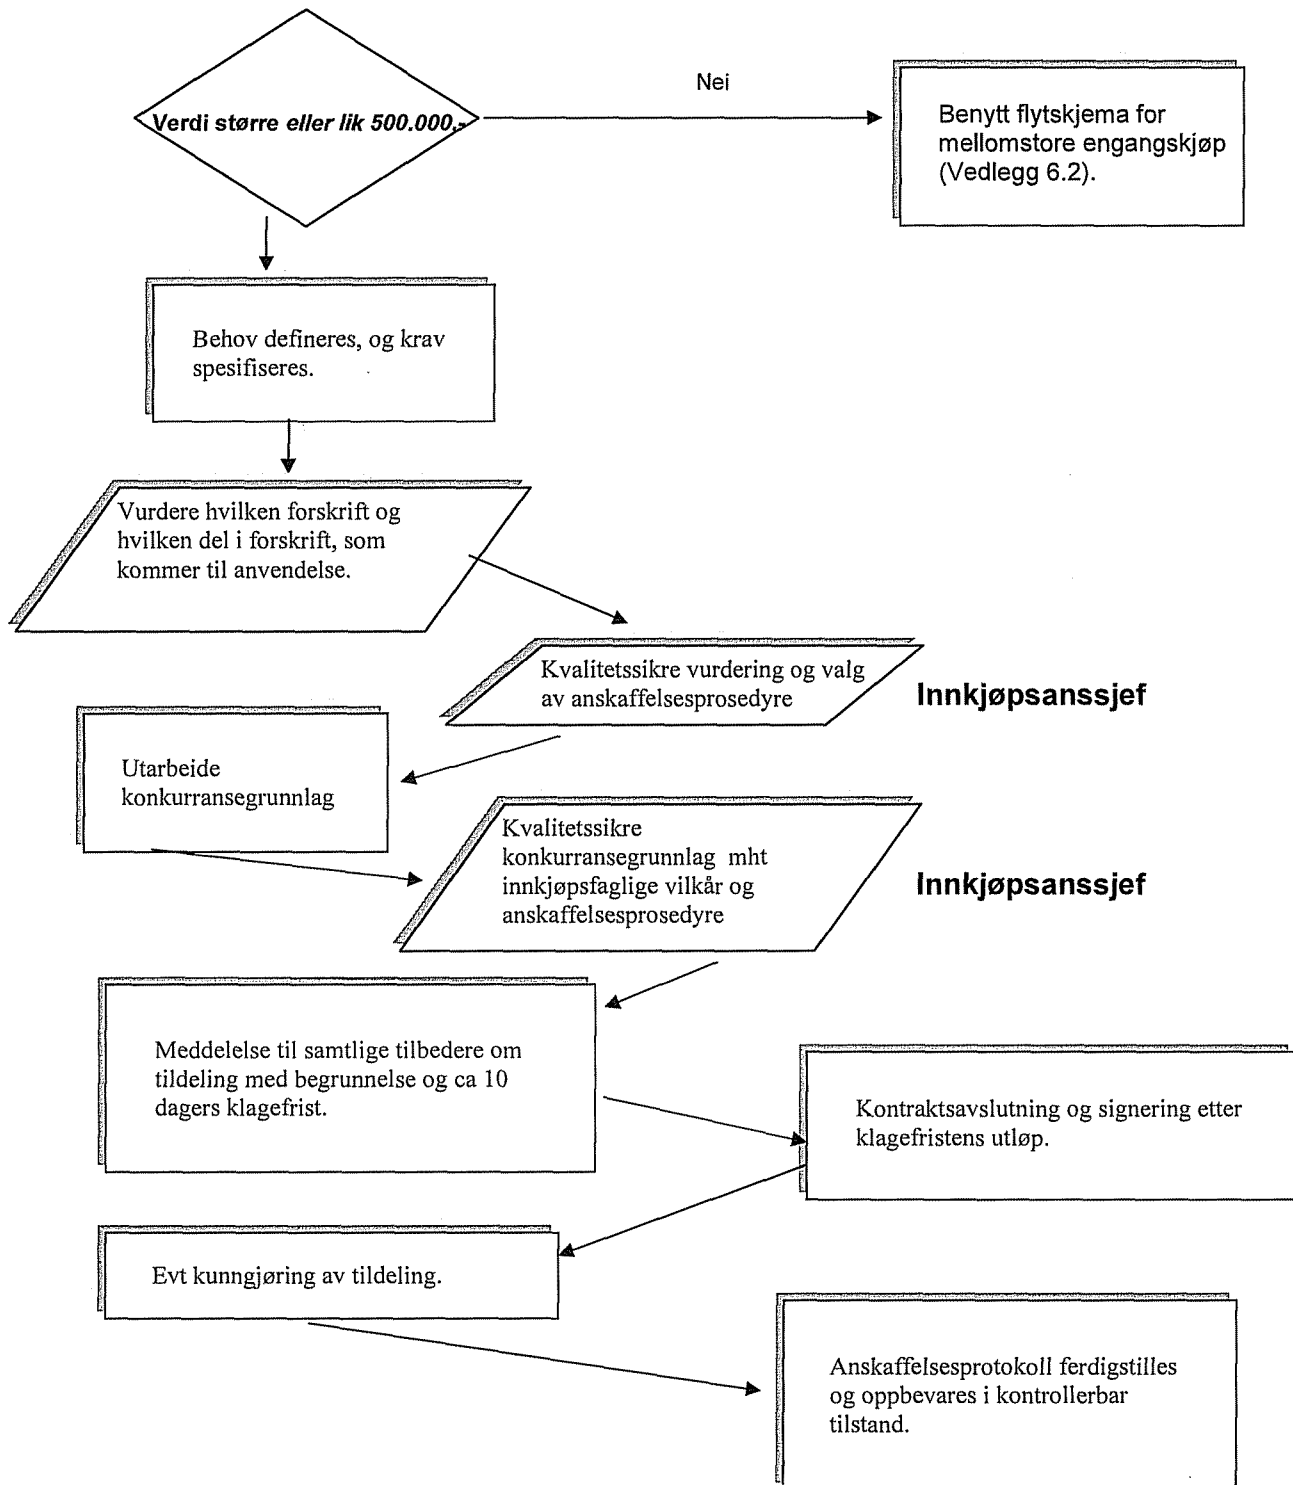 Verdi større eller lik 500.000,-
Nei
Benytt flytskjema for
mellomstore engangskjøp
(Vedlegg 6.2).
Behov defineres, og krav
spesifiseres.
Vurdere hvilken forskrift og
hvilken del i forskrift, som
kommer til anvendelse.
Kvalitetssikre vurdering og valg
av anskaffelsesprosedyre
Innkjøpsanssjef
Utarbeide
konkurransegrunnlag
Kvalitetssikre
konkurransegrunnlag mht
innkjøpsfaglige vilkår og
anskaffelsesprosedyre
Innkjøpsanssjef
Meddelelse til samtlige tilbedere om
tildeling med begrunnelse og ca 10
dagers klagefrist.
Kontraktsavslutning og signering etter
klagefristens utløp.
Evt kunngjøring av tildeling.
Anskaffelsesprotokoll ferdigstilles
og oppbevares i kontrollerbar
tilstand.